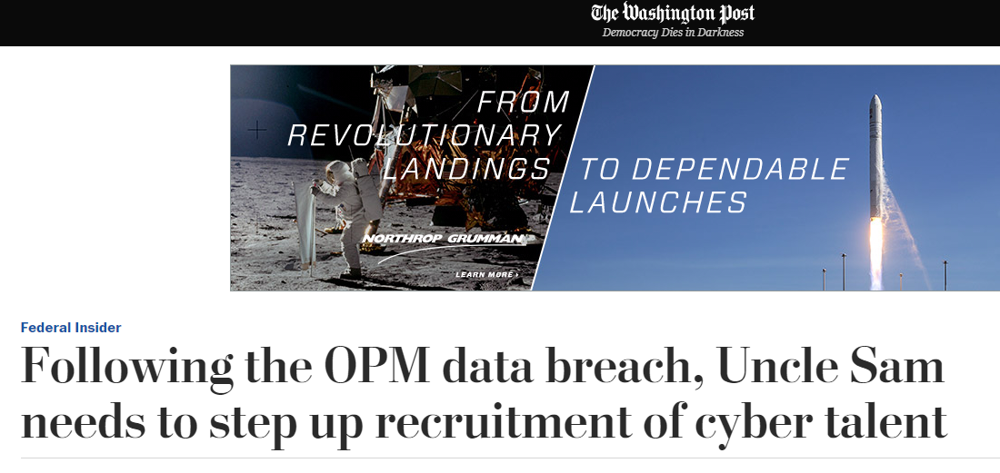 The Washington Post
Democracy Dies in Darkness
FROM
REVOLUTIONARY
LANDINGS
TO DEPENDABLE
LAUNCHES
NORTHROP GRUMMAN
LEARN MORE ›
Federal Insider
Following the OPM data breach, Uncle Sam
needs to step up recruitment of cyber talent